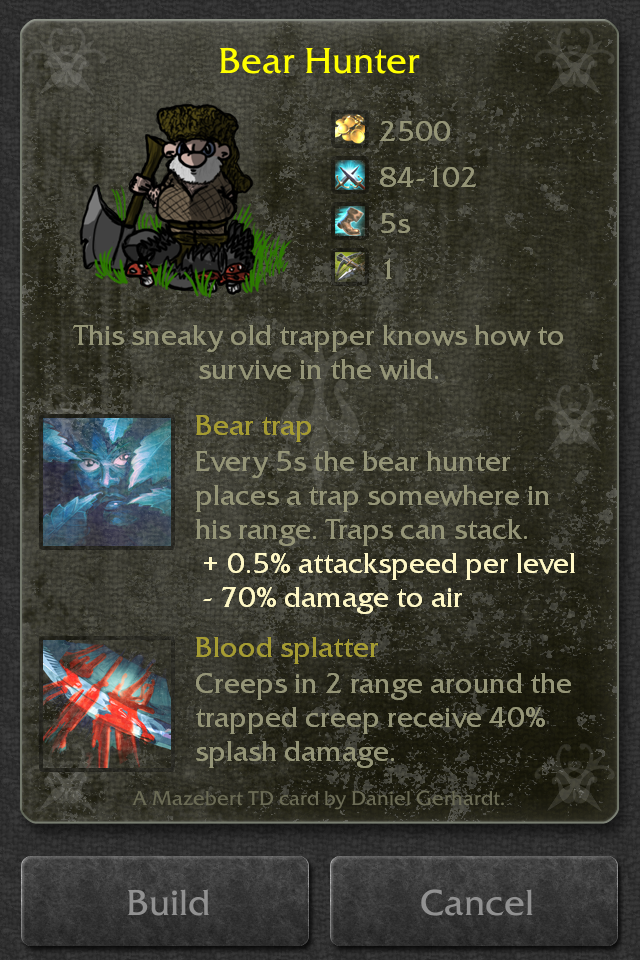 Bear Hunter
2500
84-102
5s
1
This sneaky old trapper knows how to
survive in the wild.
Bear trap
Every 5s the bear hunter
places a trap somewhere in
his range. Traps can stack.
+ 0.5% attackspeed per level
- 70% damage to air
Blood splatter
Creeps in 2 range around the
trapped creep receive 40%
splash damage.
A Mazebert TD card by Daniel Gerhardt.
Build
Cancel